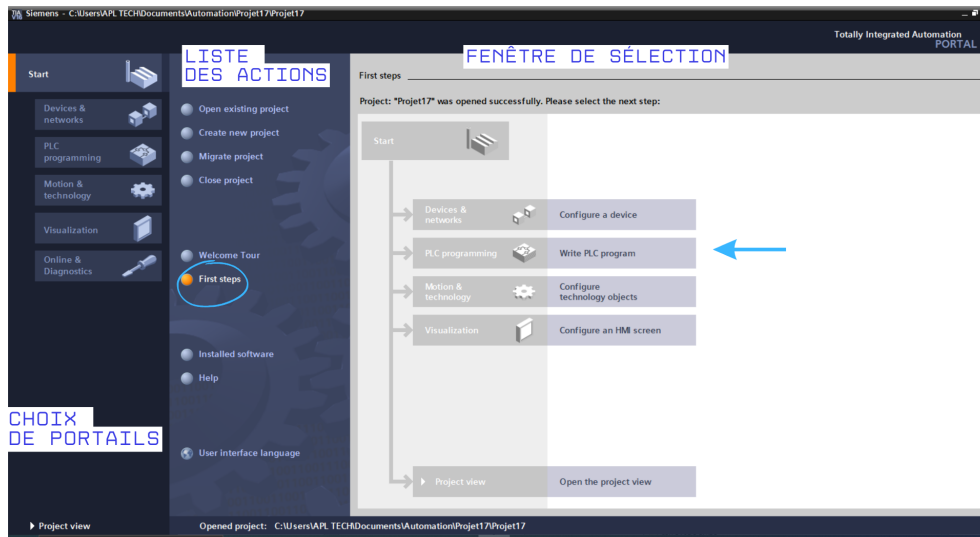 Siemens - C:\Users\APL TECH\Documents\Automation\Projet17\Projet17
Totally Integrated Automation
PORTAL
LISTE
DES ACTIONS
FENÊTRE DE SÉLECTION
Start
Devices &
networks
PLC
programming
Motion &
technology
Visualization
Online &
Diagnostics
CHOIX
DE PORTAILS
Project view
Open existing project
Create new project
Migrate project
Close project
Welcome Tour
First steps
Installed software
Help
User interface language
First steps
Project: "Projet17" was opened successfully. Please select the next step:
Start
Devices &
networks
Configure a device
PLC programming
Write PLC program
Motion &
technology
Configure
technology objects
Visualization
Configure an HMI screen
Project view
Open the project view
Opened project: C:\Users\APL TECH\Documents\Automation\Projet17\Projet17